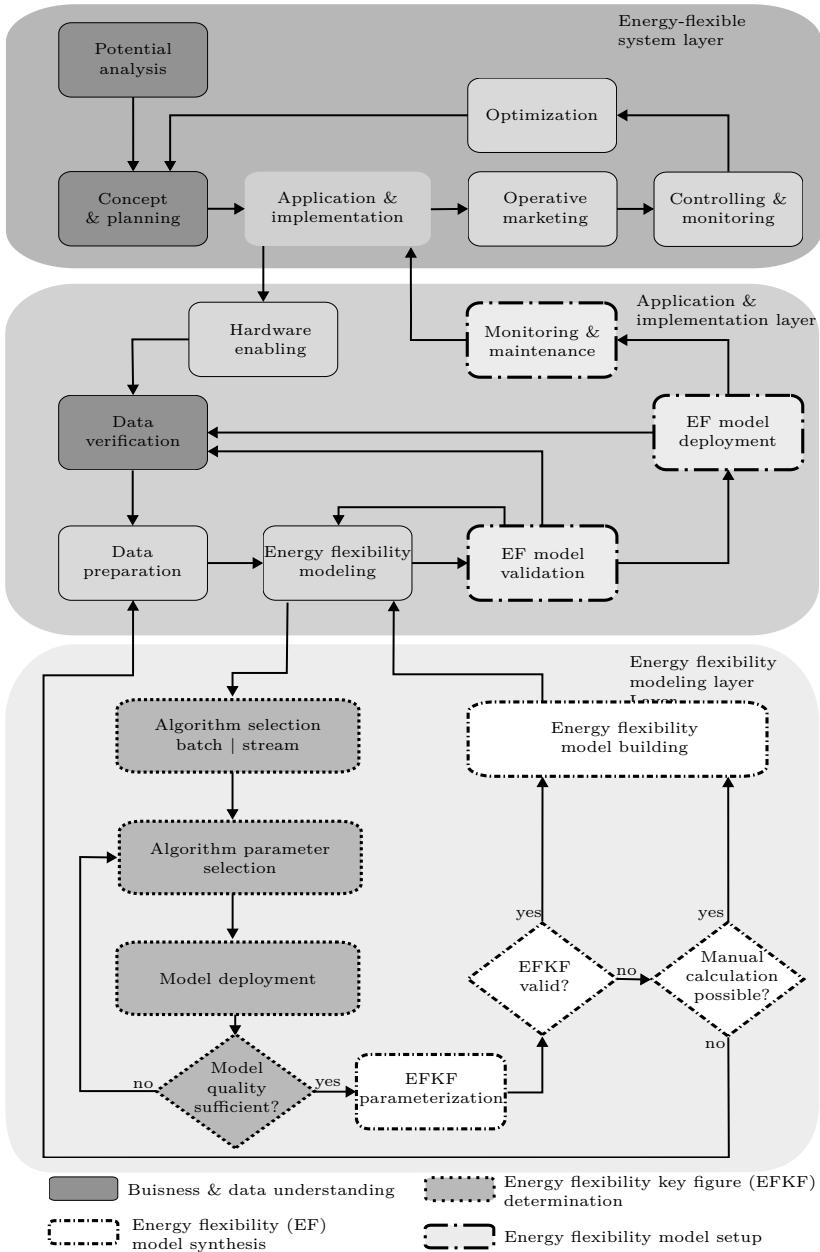 Energy-flexible
system layer
Potential
analysis
Optimization
Concept
& planning
Application &
implementation
Operative
marketing
Controlling &
monitoring
Application &
implementation layer
Hardware
enabling
Monitoring &
maintenance
Data
verification
EF model
deployment
Data
preparation
Energy flexibility
modeling
EF model
validation
Energy flexibility
modeling layer
Layer
Algorithm selection
batch | stream
Energy flexibility
model building
Algorithm parameter
selection
yes
yes
Model deployment
EFKF
valid?
no
Manual
calculation
possible?
no
Model
quality
sufficient?
no
yes
EFKF
parameterization
Buisness & data understanding
Energy flexibility key figure (EFKF)
determination
Energy flexibility (EF)
model synthesis
Energy flexibility model setup